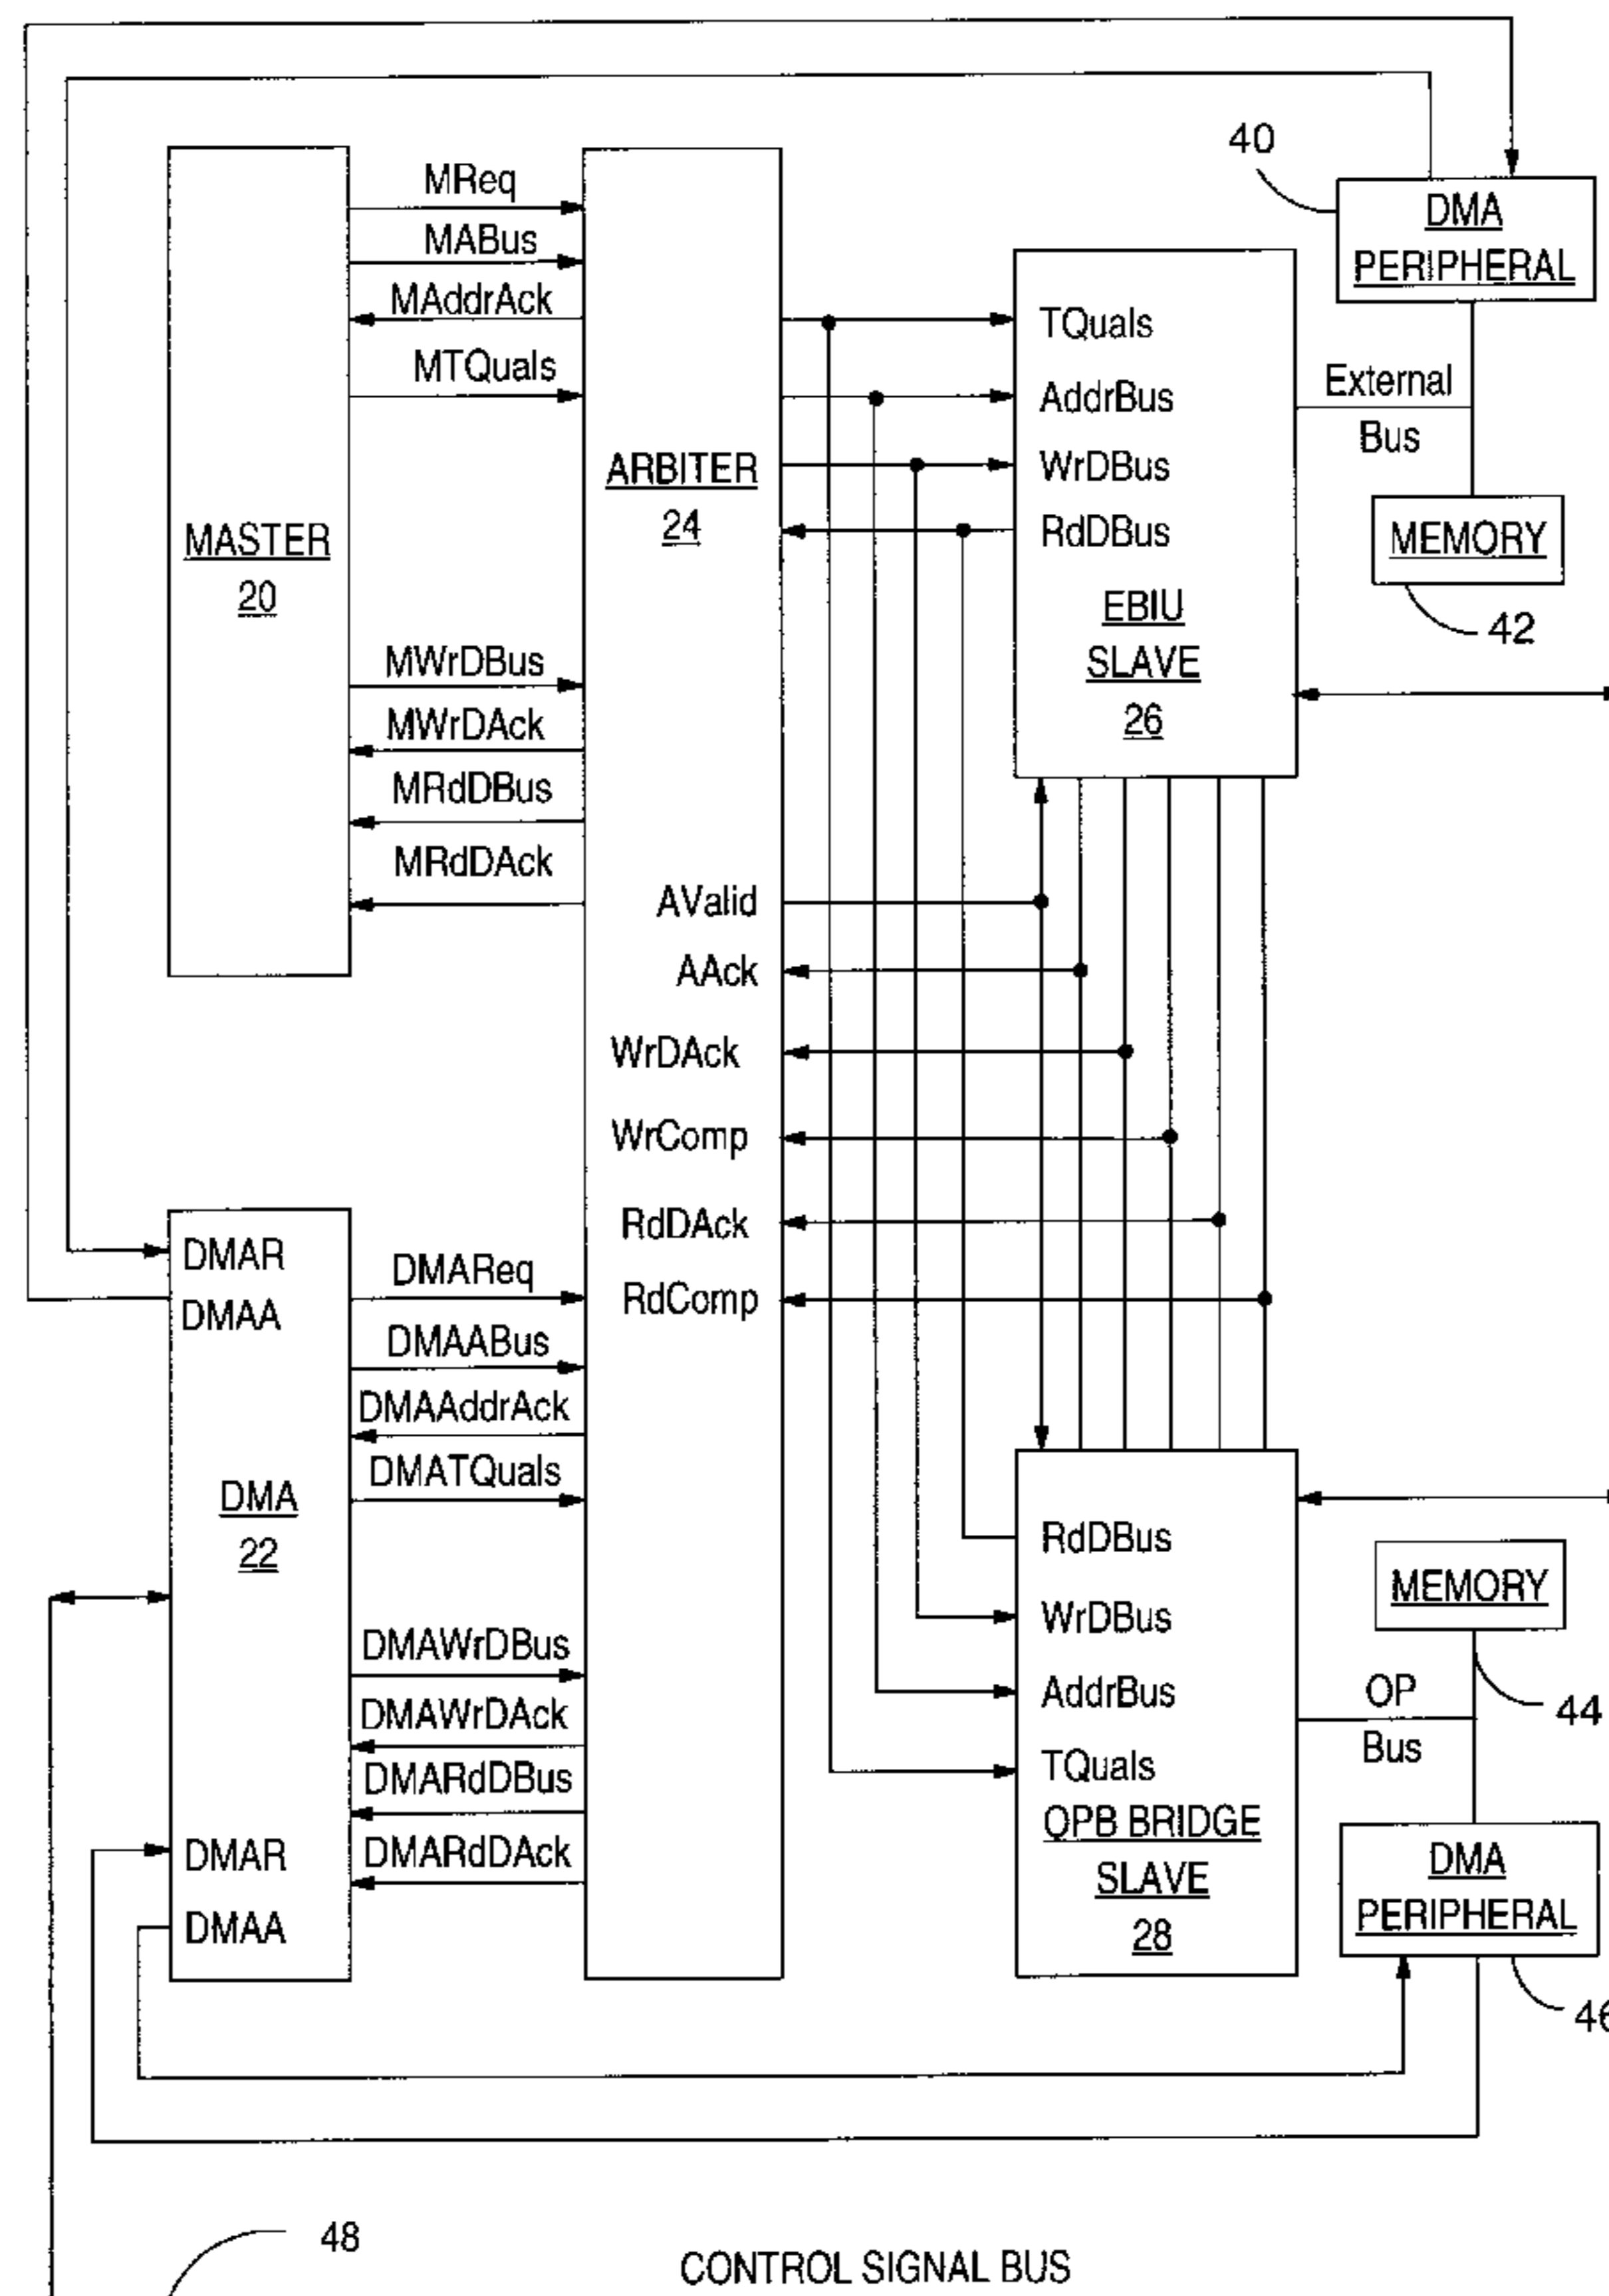 40
DMA
PERIPHERAL
MReq
MABus
MAddrAck
MTQuals
MASTER
20
MWrDBus
MWrDAck
MRdDBus
MRdDAck
ARBITER
24
AValid
AAck
WrDAck
WrComp
RdDAck
RdComp
TQuals
AddrBus
WrDBus
RdDBus
EBIU
SLAVE
26
External
Bus
MEMORY
42
DMAR
DMAA
DMA
22
DMAR
DMAA
DMAReq
DMAABus
DMAAddrAck
DMATQuals
DMAWrDBus
DMAWrDAck
DMARdDBus
DMARdDAck
RdDBus
WrDBus
AddrBus
TQuals
OPB BRIDGE
SLAVE
28
MEMORY
44
OP
Bus
DMA
PERIPHERAL
46
48
CONTROL SIGNAL BUS